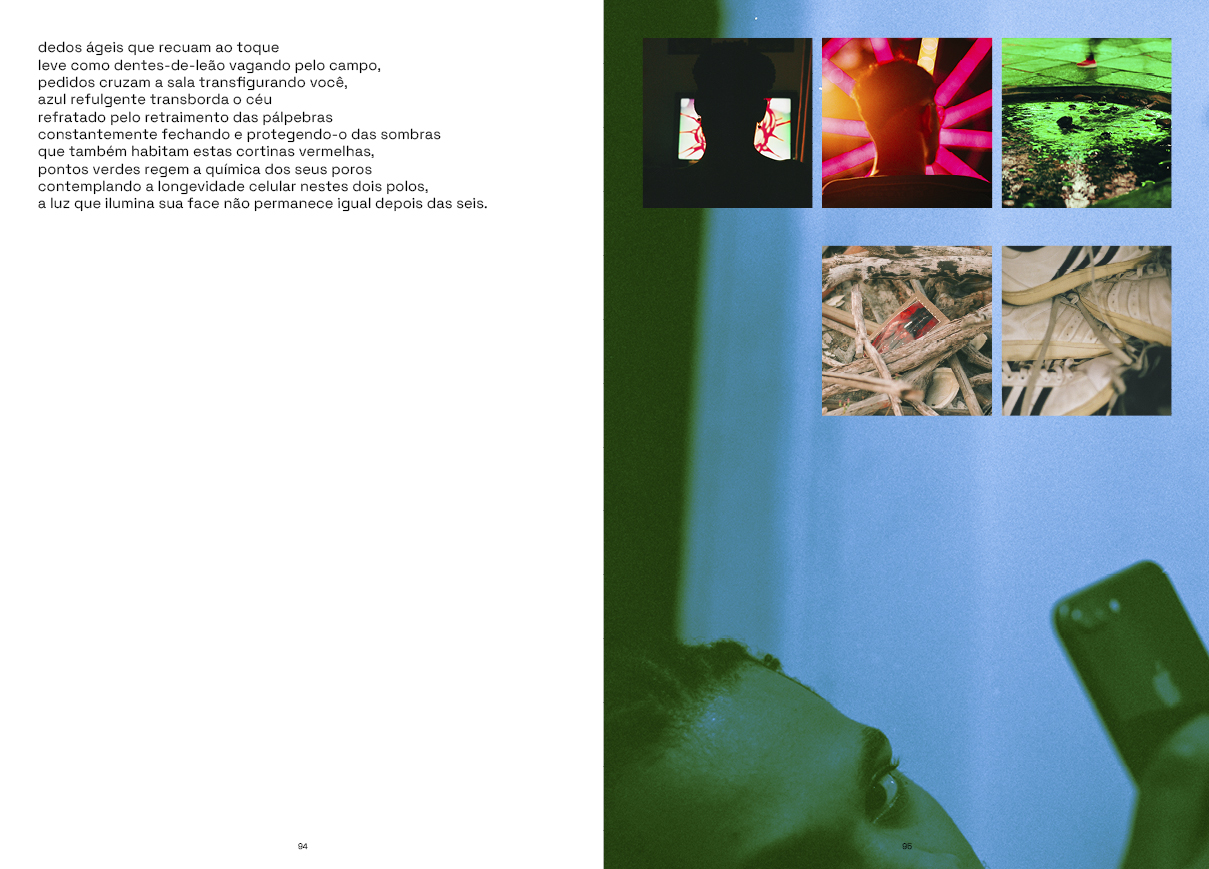 dedos ágeis que recuam ao toque
leve como dentes-de-leão vagando pelo campo,
pedidos cruzam a sala transfigurando você,
azul refulgente transborda o céu
refratado pelo retraimento das pálpebras
constantemente fechando e protegendo-o das sombras
que também habitam estas cortinas vermelhas,
pontos verdes regem a química dos seus poros
contemplando a longevidade celular nestes dois polos,
a luz que ilumina sua face não permanece igual depois das seis.
94
95